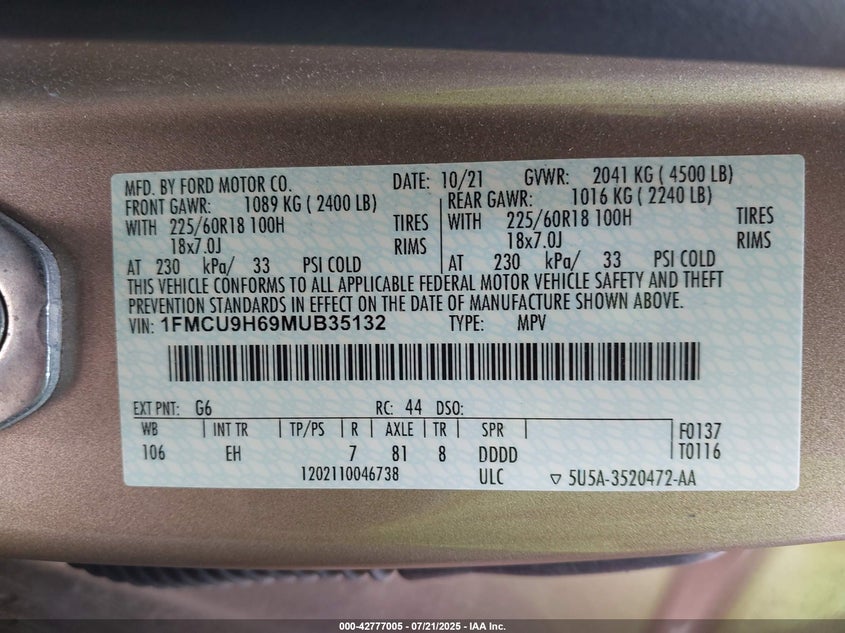 MFD. BY FORD MOTOR CO. DATE: 10/21 GVWR: 2041 KG ( 4500 LB)
FRONT GAWR: 1089 KG ( 2400 LB) REAR GAWR: 1016 KG ( 2240 LB)
WITH 225/60R18 100H TIRES WITH 225/60R18 100H TIRES
18x7.0J RIMS 18x7.0J RIMS
AT 230 kPa/ 33 PSI COLD AT 230 kPa/ 33 PSI COLD
THIS VEHICLE CONFORMS TO ALL APPLICABLE FEDERAL MOTOR VEHICLE SAFETY AND THEFT
PREVENTION STANDARDS IN EFFECT ON THE DATE OF MANUFACTURE SHOWN ABOVE.
VIN: 1FMCU9H69MUB35132 TYPE: MPV
EXT PNT: G6 RC: 44 DSO:
WB INT TR TP/PS R AXLE TR SPR F0137
106 EH 7 81 8 DDDD T0116
1202110046738 ULC ▽ 5U5A-3520472-AA
000-42777005 - 07/21/2025 - IAA Inc.